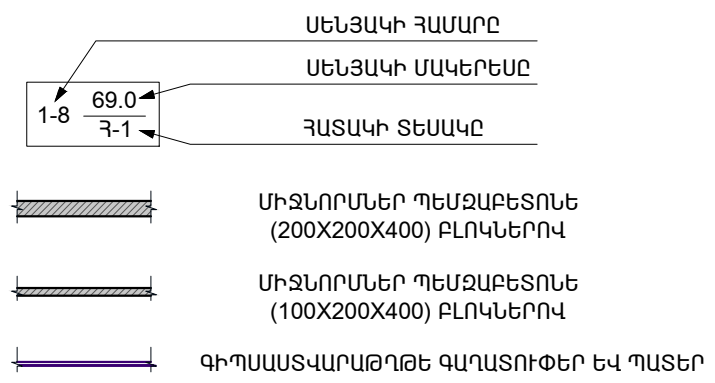 ՍԵՆՅԱԿԻ ՀԱՄԱՐԸ
ՍԵՆՅԱԿԻ ՄԱԿԵՐԵՍԸ
1-8 69.0
Հ-1
ՀԱՏԱԿԻ ՏԵՍԱԿԸ
ՄԻՋՆՈՐՄՆԵՐ ՊԵՄԶԱԲԵՏՈՆԵ
(200X200X400) ԲԼՈԿՆԵՐՈՎ
ՄԻՋՆՈՐՄՆԵՐ ՊԵՄԶԱԲԵՏՈՆԵ
(100X200X400) ԲԼՈԿՆԵՐՈՎ
ԳԻՊՍԱՍՏՎԱՐԱԹՂԹԵ ԳԱՂԱՏՈՒՓԵՐ ԵՎ ՊԱՏԵՐ